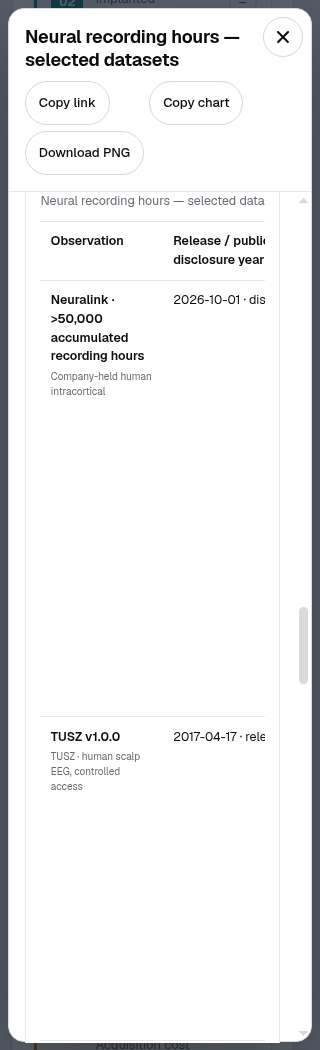 Neural recording hours —
selected datasets
Copy link
Copy chart
Download PNG
Neural recording hours — selected data
Observation
Release / public
disclosure year
Neuralink ·
>50,000
accumulated
recording hours
Company-held human
intracortical
2026-10-01 · dis
TUSZ v1.0.0
TUSZ · human scalp
EEG, controlled
access
2017-04-17 · rele
Acquisition cost